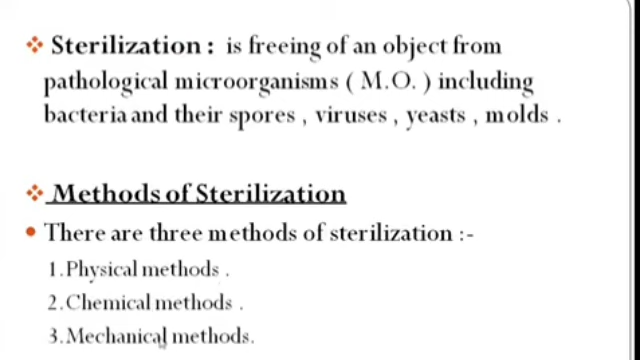 Sterilization : is freeing of an object from
pathological microorganisms ( M.O. ) including
bacteria and their spores , viruses , yeasts , molds .
Methods of Sterilization
There are three methods of sterilization :-
1.Physical methods .
2.Chemical methods .
3.Mechanical methods.